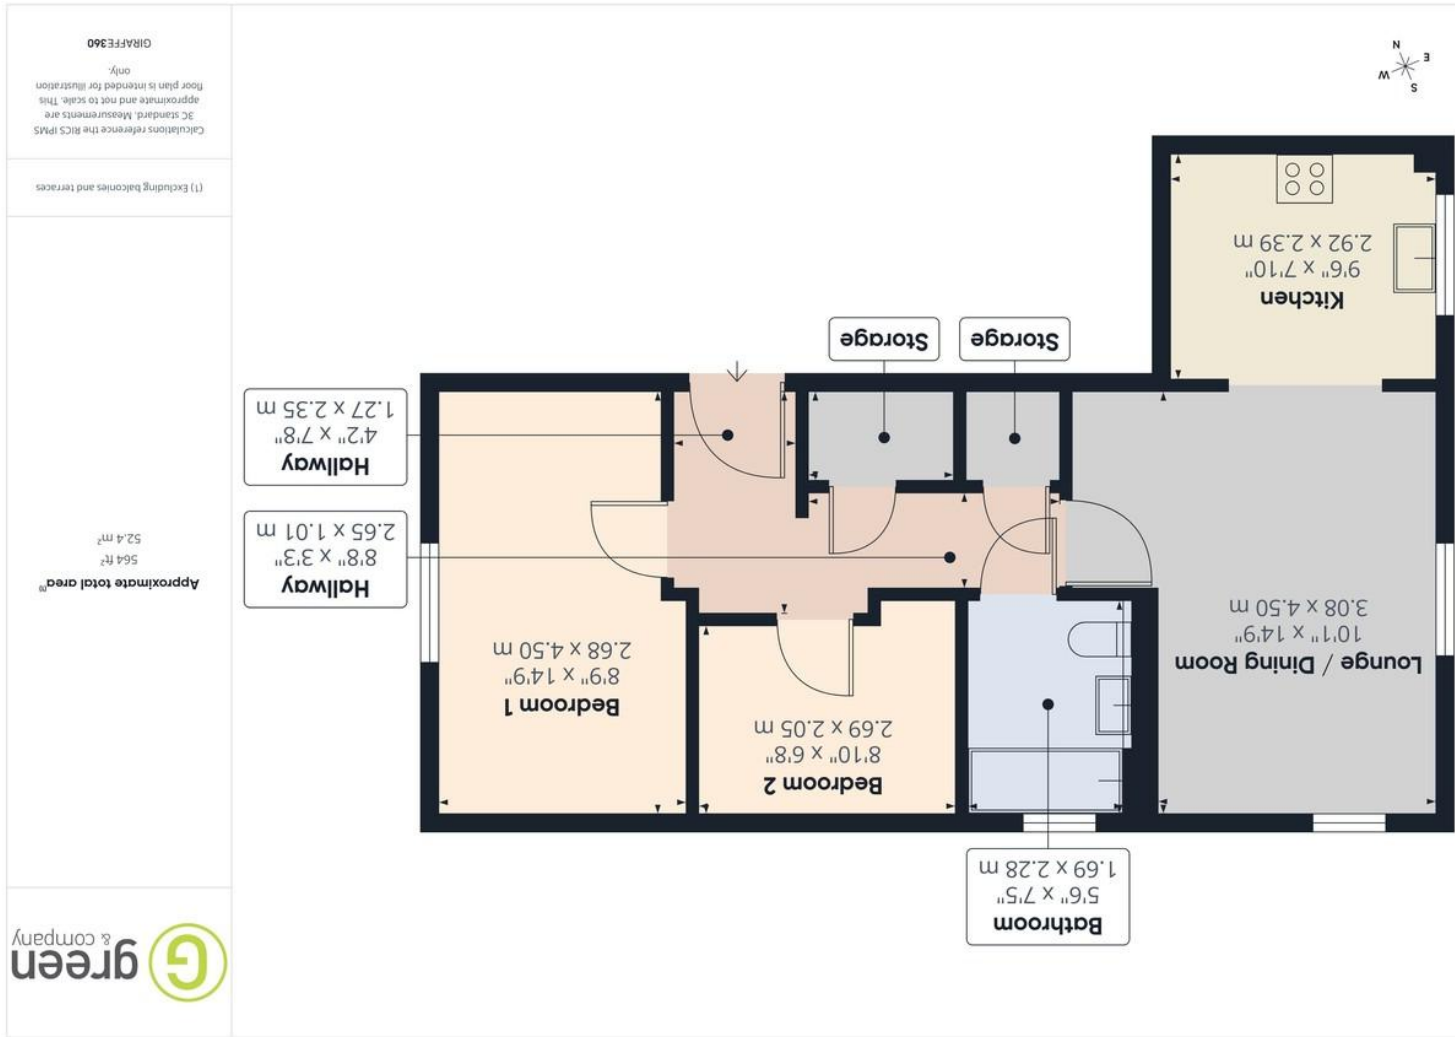 green
& company
G
Approximate total area⁽¹⁾
564 ft²
52.4 m²
(1) Excluding balconies and terraces
Calculations reference the RICS IPMS
3C standard. Measurements are
approximate and not to scale. This
floor plan is intended for illustration
only.
GIRAFFE360
Bathroom
5'6" x 7'5"
1.69 x 2.28 m
Lounge / Dining Room
10'1" x 14'9"
3.08 x 4.50 m
Bedroom 2
8'10" x 6'8"
2.69 x 2.05 m
Bedroom 1
8'9" x 14'9"
2.68 x 4.50 m
Hallway
8'8" x 3'3"
2.65 x 1.01 m
Hallway
4'2" x 7'8"
1.27 x 2.35 m
Storage
Storage
Kitchen
9'6" x 7'10"
2.92 x 2.39 m
S
E
W
N